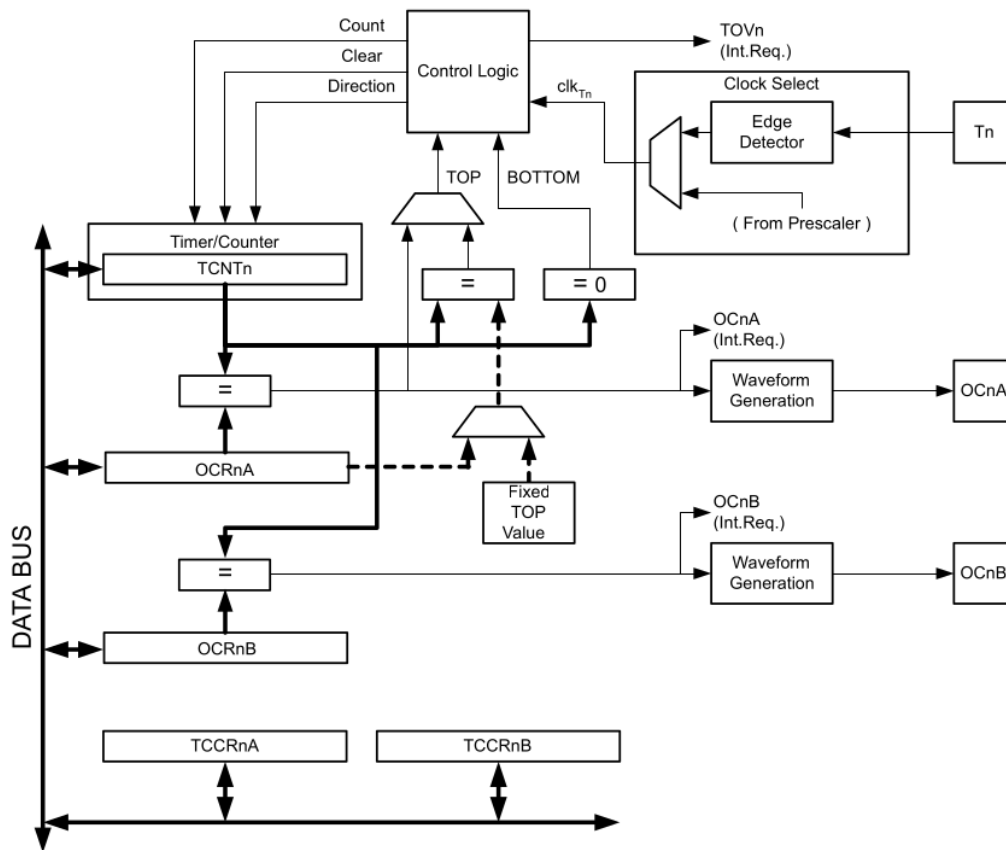 Count
Clear
Direction
Control Logic
TOVn
(Int.Req.)
clkTn
Clock Select
Edge
Detector
Tn
( From Prescaler )
TOP
BOTTOM
Timer/Counter
TCNTn
=
= 0
OCnA
(Int.Req.)
=
Waveform
Generation
OCnA
OCRnA
Fixed
TOP
Value
OCnB
(Int.Req.)
=
Waveform
Generation
OCnB
OCRnB
DATA BUS
TCCRnA
TCCRnB